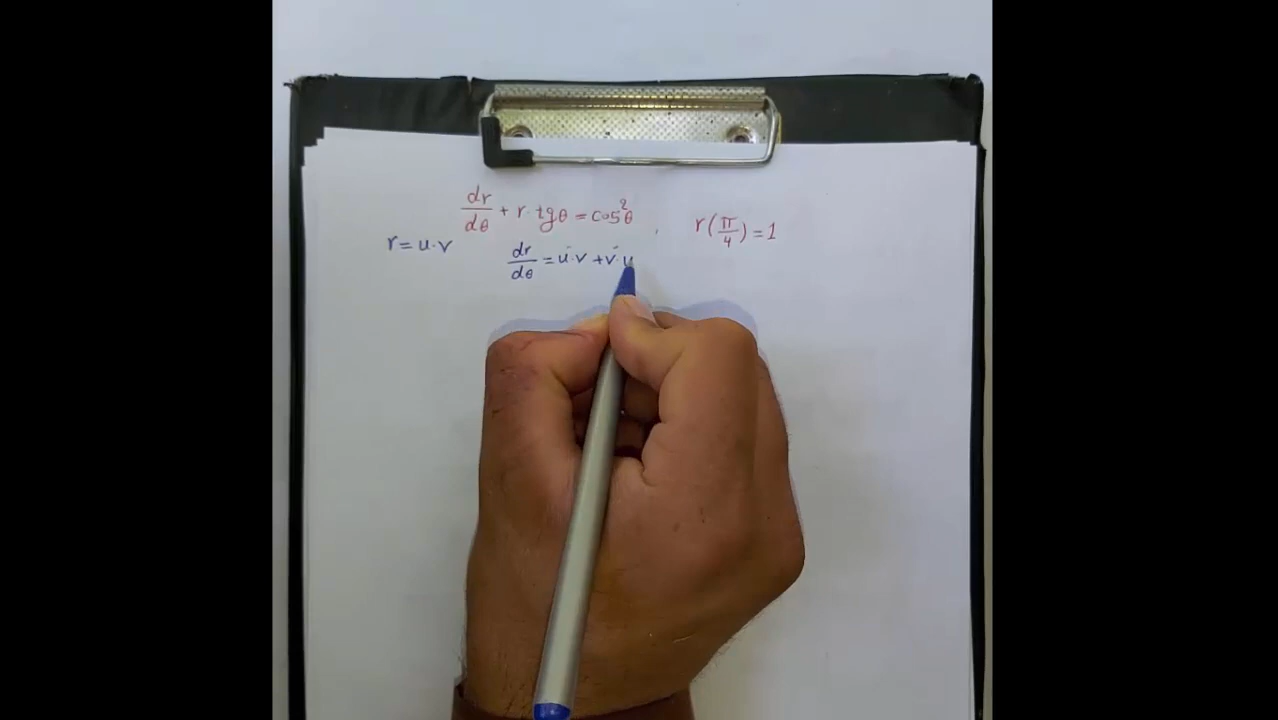 dr/dθ + r·tgθ = cos²θ , r(π/4) = 1
r = u·v dr/dθ = u'·v + v'·u